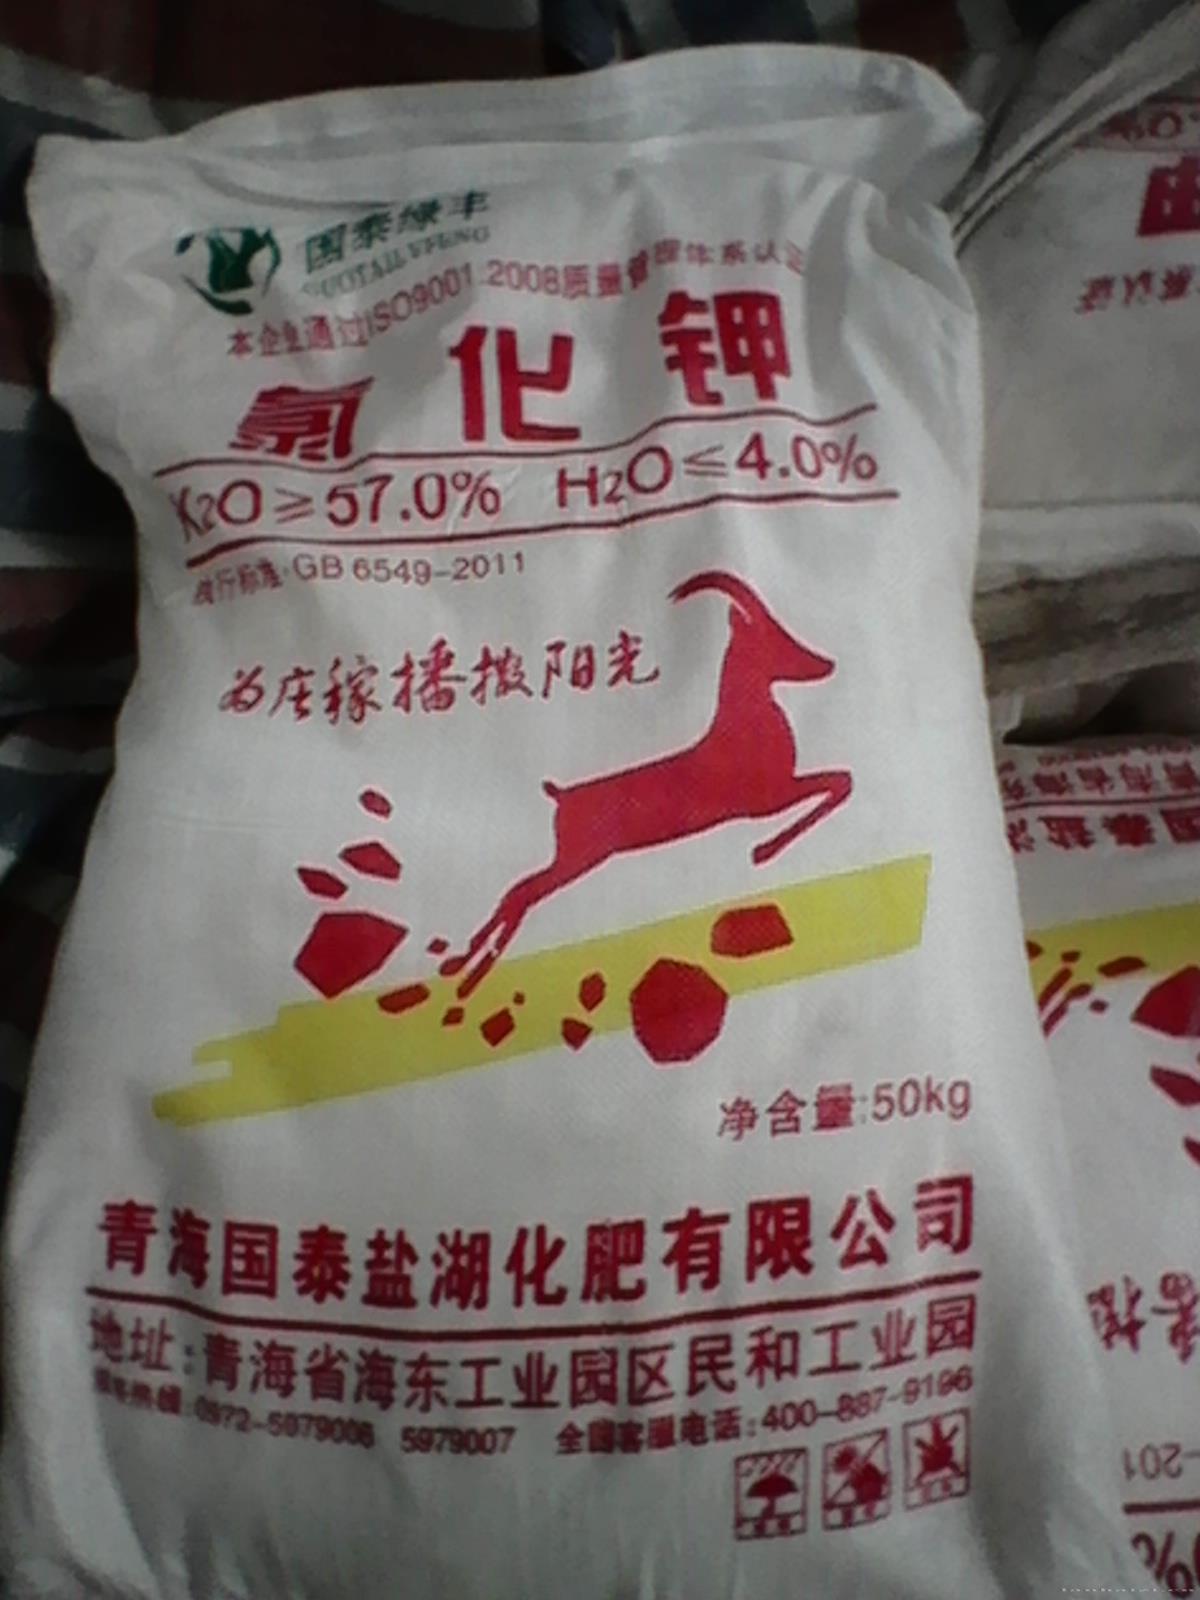 国泰绿丰
GUOTAILVFENG
本企业通过ISO9001:2008质量管理体系认证
氯化钾
K2O≥57.0% H2O≤4.0%
执行标准:GB 6549-2011
为庄稼播撒阳光
净含量:50kg
青海国泰盐湖化肥有限公司
地址:青海省海东工业园区民和工业园
热线:0972-5979006 5979007 全国客服电话:400-887-9196